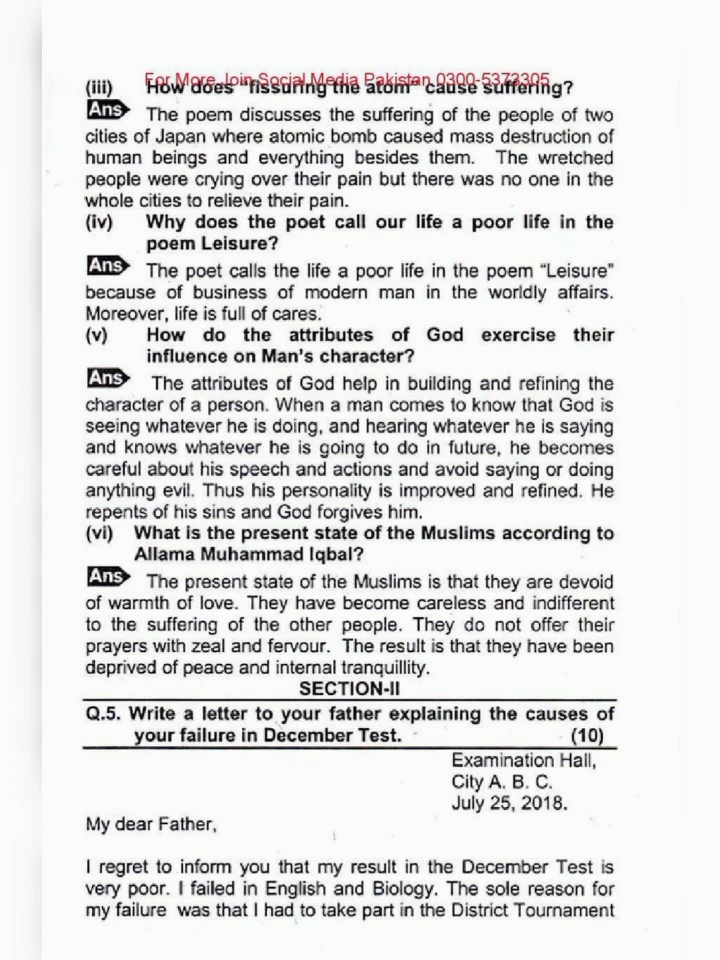 For More Join Social Media Pakistan 0300-5373305
(iii) How does "fissuring the atom" cause suffering?
Ans The poem discusses the suffering of the people of two
cities of Japan where atomic bomb caused mass destruction of
human beings and everything besides them. The wretched
people were crying over their pain but there was no one in the
whole cities to relieve their pain.
(iv) Why does the poet call our life a poor life in the
poem Leisure?
Ans The poet calls the life a poor life in the poem "Leisure"
because of business of modern man in the worldly affairs.
Moreover, life is full of cares.
(v) How do the attributes of God exercise their
influence on Man's character?
Ans The attributes of God help in building and refining the
character of a person. When a man comes to know that God is
seeing whatever he is doing, and hearing whatever he is saying
and knows whatever he is going to do in future, he becomes
careful about his speech and actions and avoid saying or doing
anything evil. Thus his personality is improved and refined. He
repents of his sins and God forgives him.
(vi) What is the present state of the Muslims according to
Allama Muhammad Iqbal?
Ans The present state of the Muslims is that they are devoid
of warmth of love. They have become careless and indifferent
to the suffering of the other people. They do not offer their
prayers with zeal and fervour. The result is that they have been
deprived of peace and internal tranquillity.
SECTION-II
Q.5. Write a letter to your father explaining the causes of
your failure in December Test. (10)
Examination Hall,
City A. B. C.
July 25, 2018.
My dear Father,
I regret to inform you that my result in the December Test is
very poor. I failed in English and Biology. The sole reason for
my failure was that I had to take part in the District Tournament